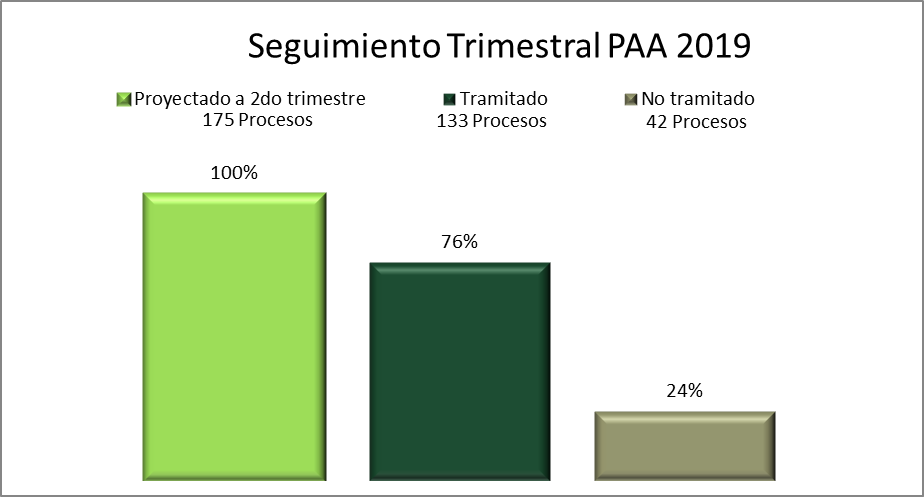 Seguimiento Trimestral PAA 2019
Proyectado a 2do trimestre
175 Procesos
Tramitado
133 Procesos
No tramitado
42 Procesos
100%
76%
24%